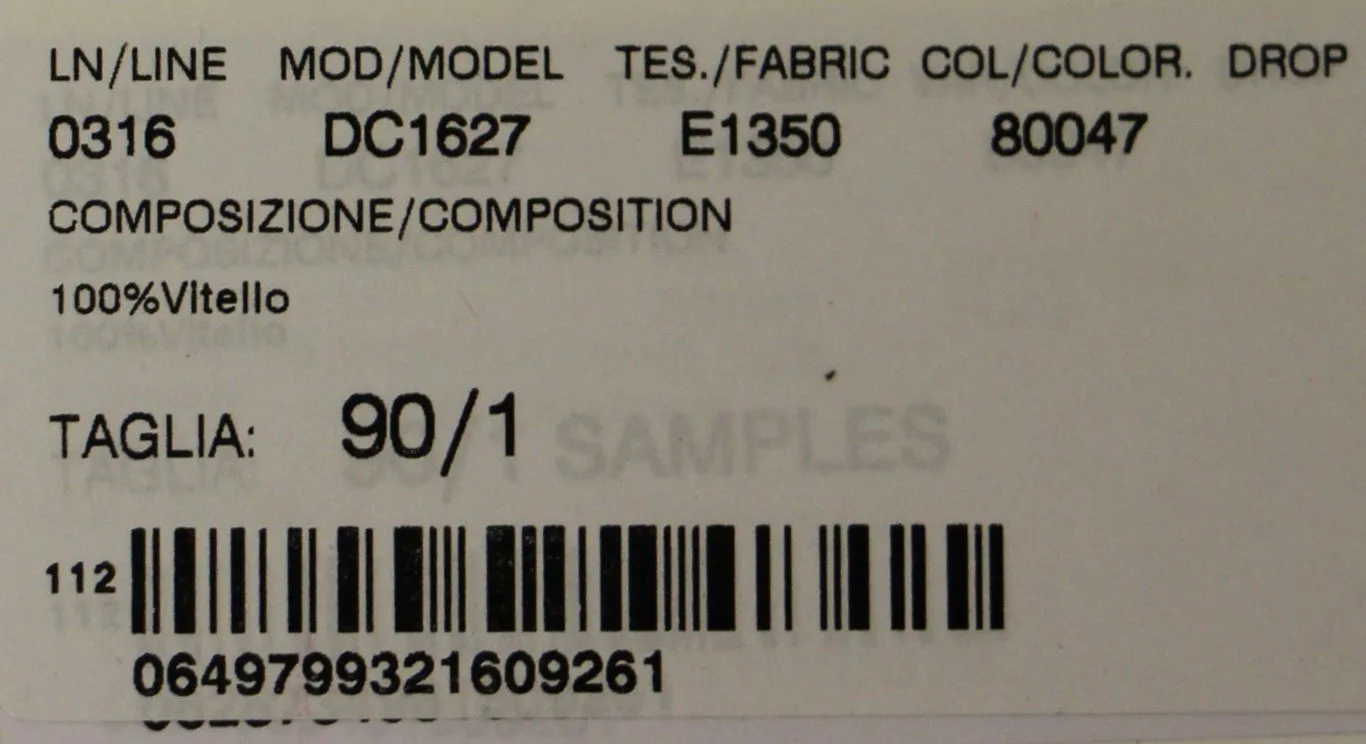 LN/LINE MOD/MODEL TES./FABRIC COL/COLOR. DROP
0316 DC1627 E1350 80047
COMPOSIZIONE/COMPOSITION
100%Vitello
TAGLIA: 90/1
SAMPLES
112
0649799321609261